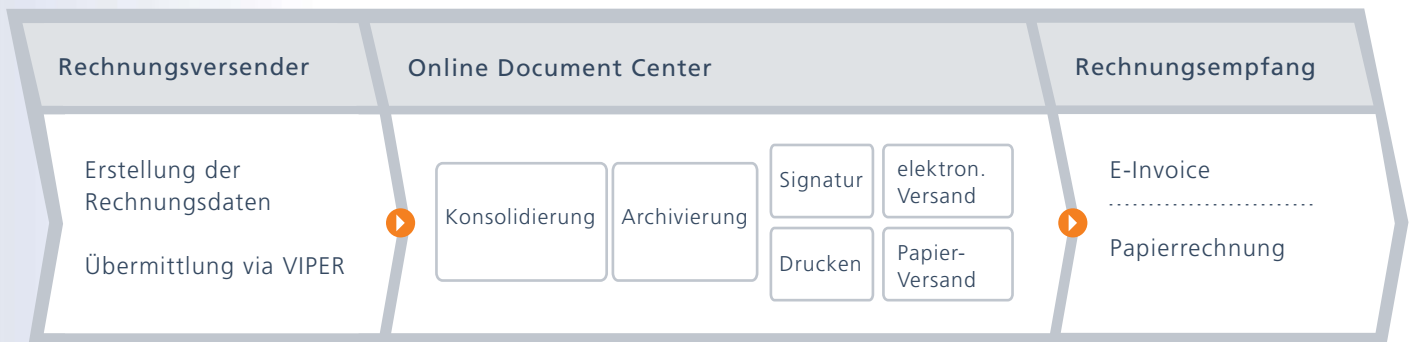 Rechnungsversender
Erstellung der
Rechnungsdaten
Übermittlung via VIPER
Online Document Center
Konsolidierung
Archivierung
Signatur
elektron.
Versand
Drucken
Papier-
Versand
Rechnungsempfang
E-Invoice
Papierrechnung